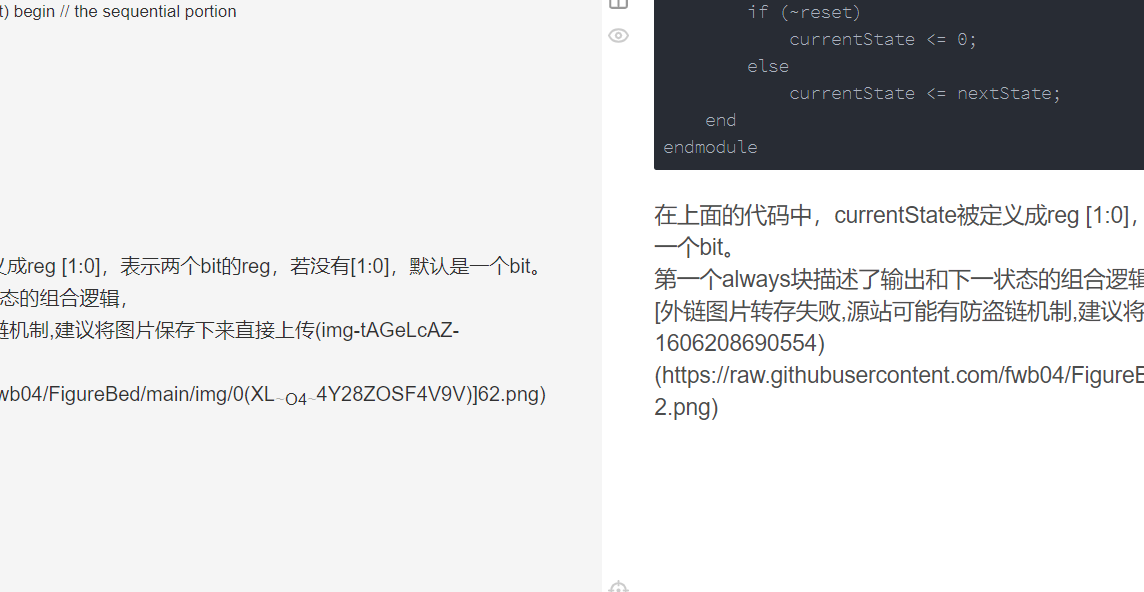 t) begin // the sequential portion
成reg [1:0]，表示两个bit的reg，若没有[1:0]，默认是一个bit。
态的组合逻辑，
链机制,建议将图片保存下来直接上传(img-tAGeLcAZ-
wb04/FigureBed/main/img/0(XL~O4~4Y28ZOSF4V9V)]62.png)
if (~reset)
currentState <= 0;
else
currentState <= nextState;
end
endmodule
在上面的代码中，currentState被定义成reg [1:0]，
一个bit。
第一个always块描述了输出和下一状态的组合逻辑
[外链图片转存失败,源站可能有防盗链机制,建议将
1606208690554)
(https://raw.githubusercontent.com/fwb04/FigureB
2.png)